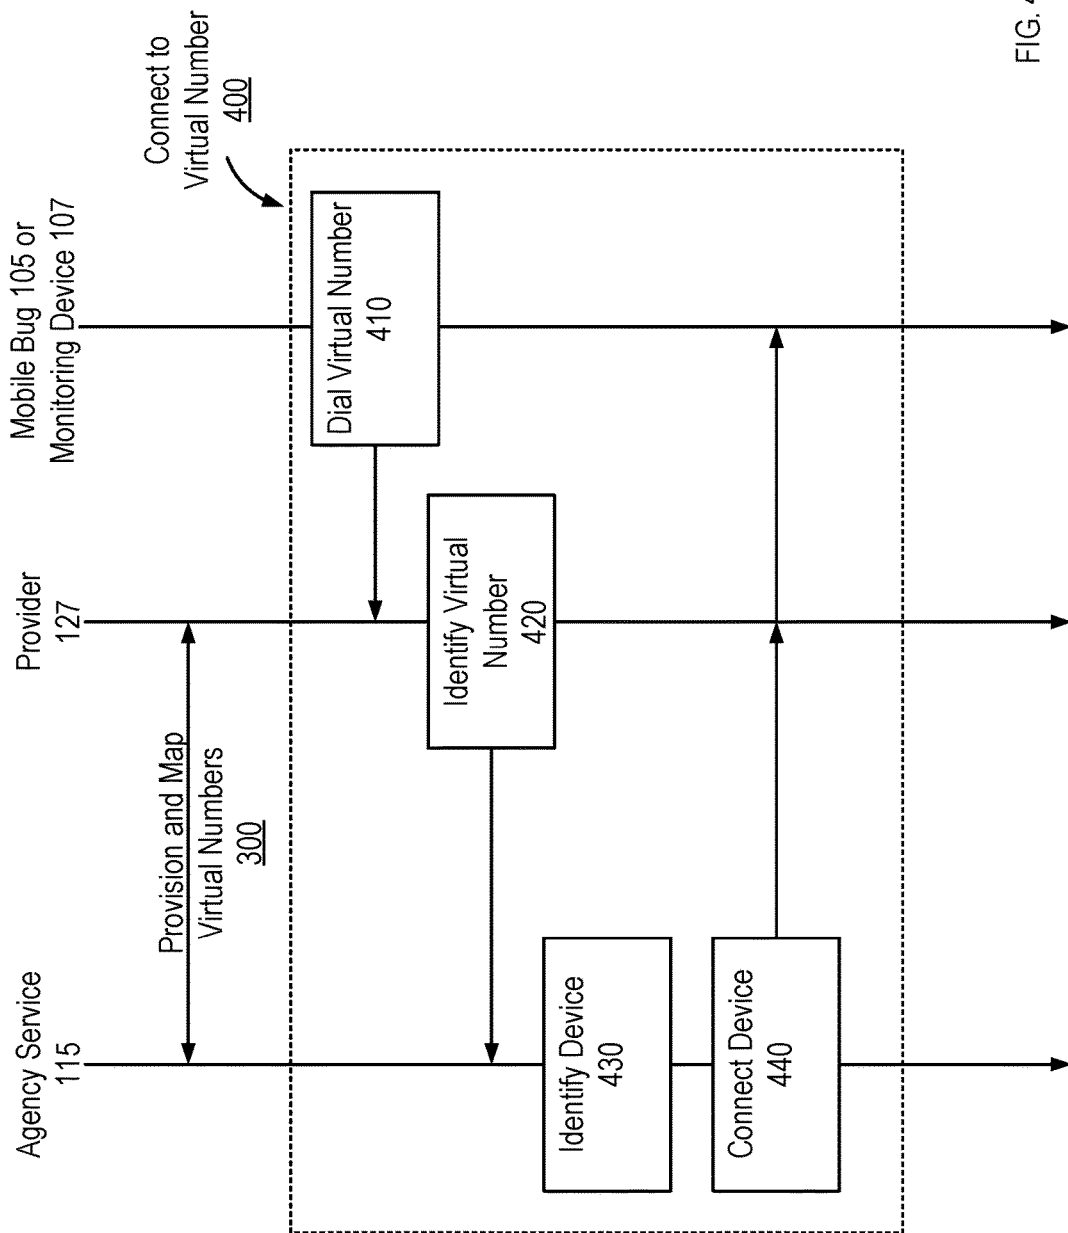 Agency Service
115
Provider
127
Mobile Bug 105 or
Monitoring Device 107
Provision and Map
Virtual Numbers
300
Connect to
Virtual Number
400
Dial Virtual Number
410
Identify Virtual
Number
420
Identify Device
430
Connect Device
440
FIG. 4